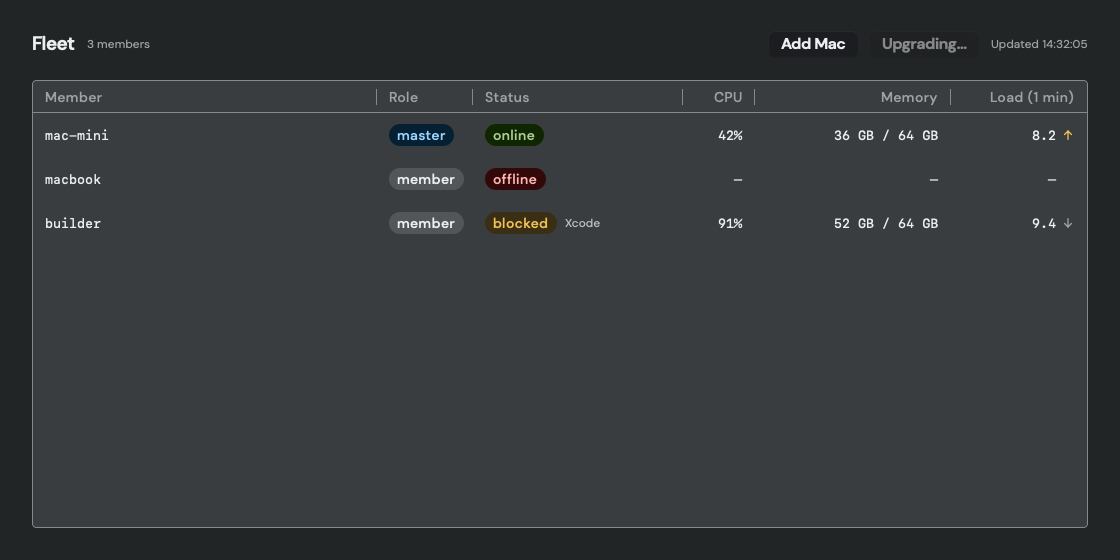 Fleet 3 members Add Mac Upgrading... Updated 14:32:05
Member Role Status CPU Memory Load (1 min)
mac-mini master online 42% 36 GB / 64 GB 8.2 ↑
macbook member offline — — —
builder member blocked Xcode 91% 52 GB / 64 GB 9.4 ↓